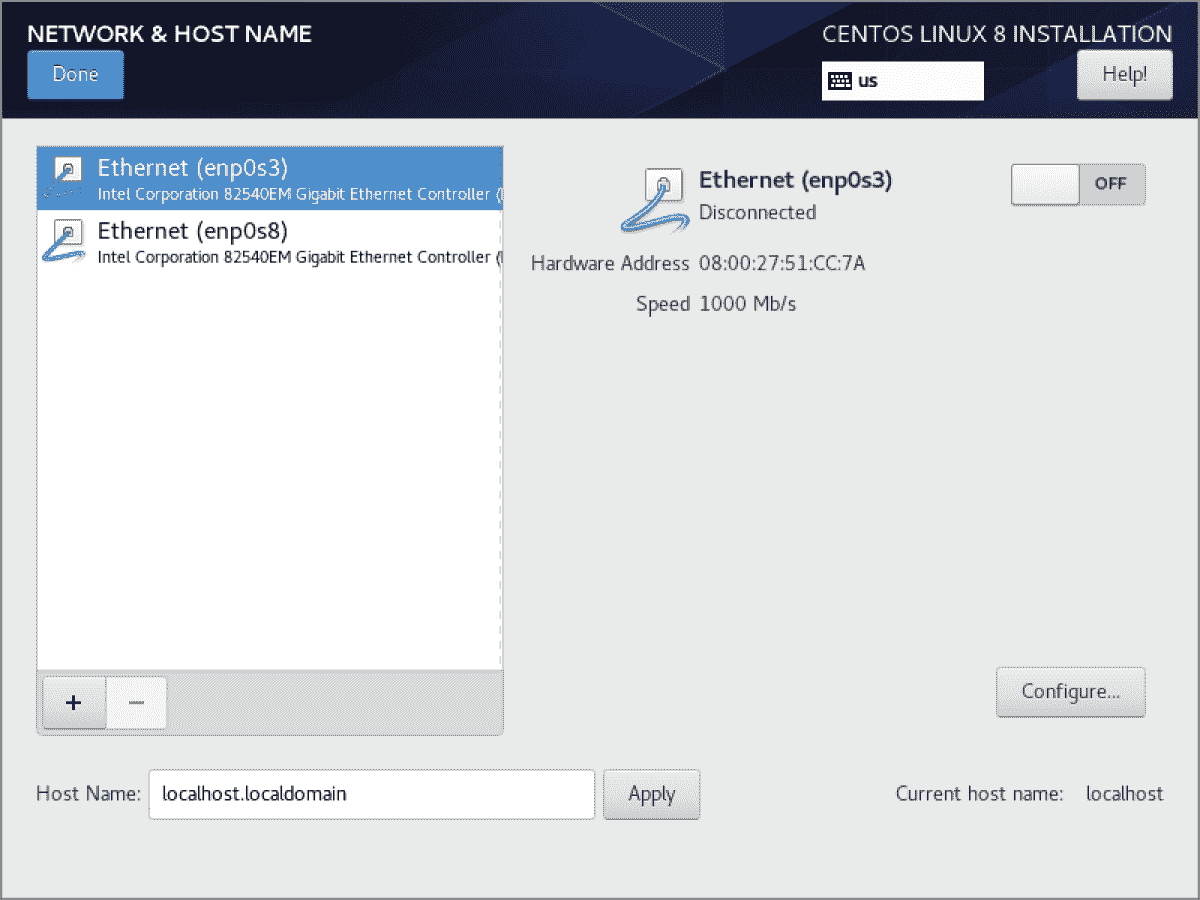 NETWORK & HOST NAME
CENTOS LINUX 8 INSTALLATION
Done
us
Help!
Ethernet (enp0s3)
Intel Corporation 82540EM Gigabit Ethernet Controller (
Ethernet (enp0s8)
Intel Corporation 82540EM Gigabit Ethernet Controller (
Ethernet (enp0s3)
Disconnected
OFF
Hardware Address 08:00:27:51:CC:7A
Speed 1000 Mb/s
+ −
Configure...
Host Name: localhost.localdomain Apply
Current host name: localhost